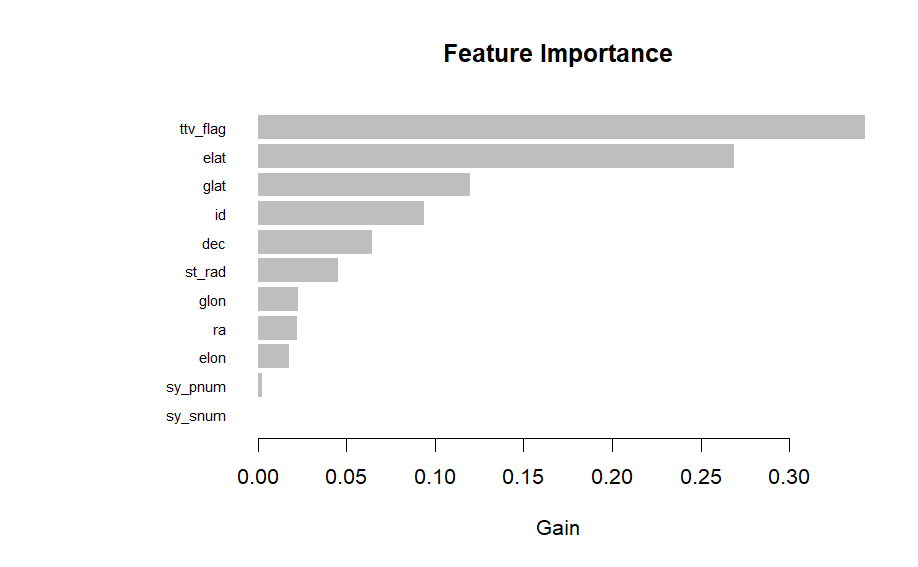 Feature Importance
ttv_flag
elat
glat
id
dec
st_rad
glon
ra
elon
sy_pnum
sy_snum
0.00 0.05 0.10 0.15 0.20 0.25 0.30
Gain